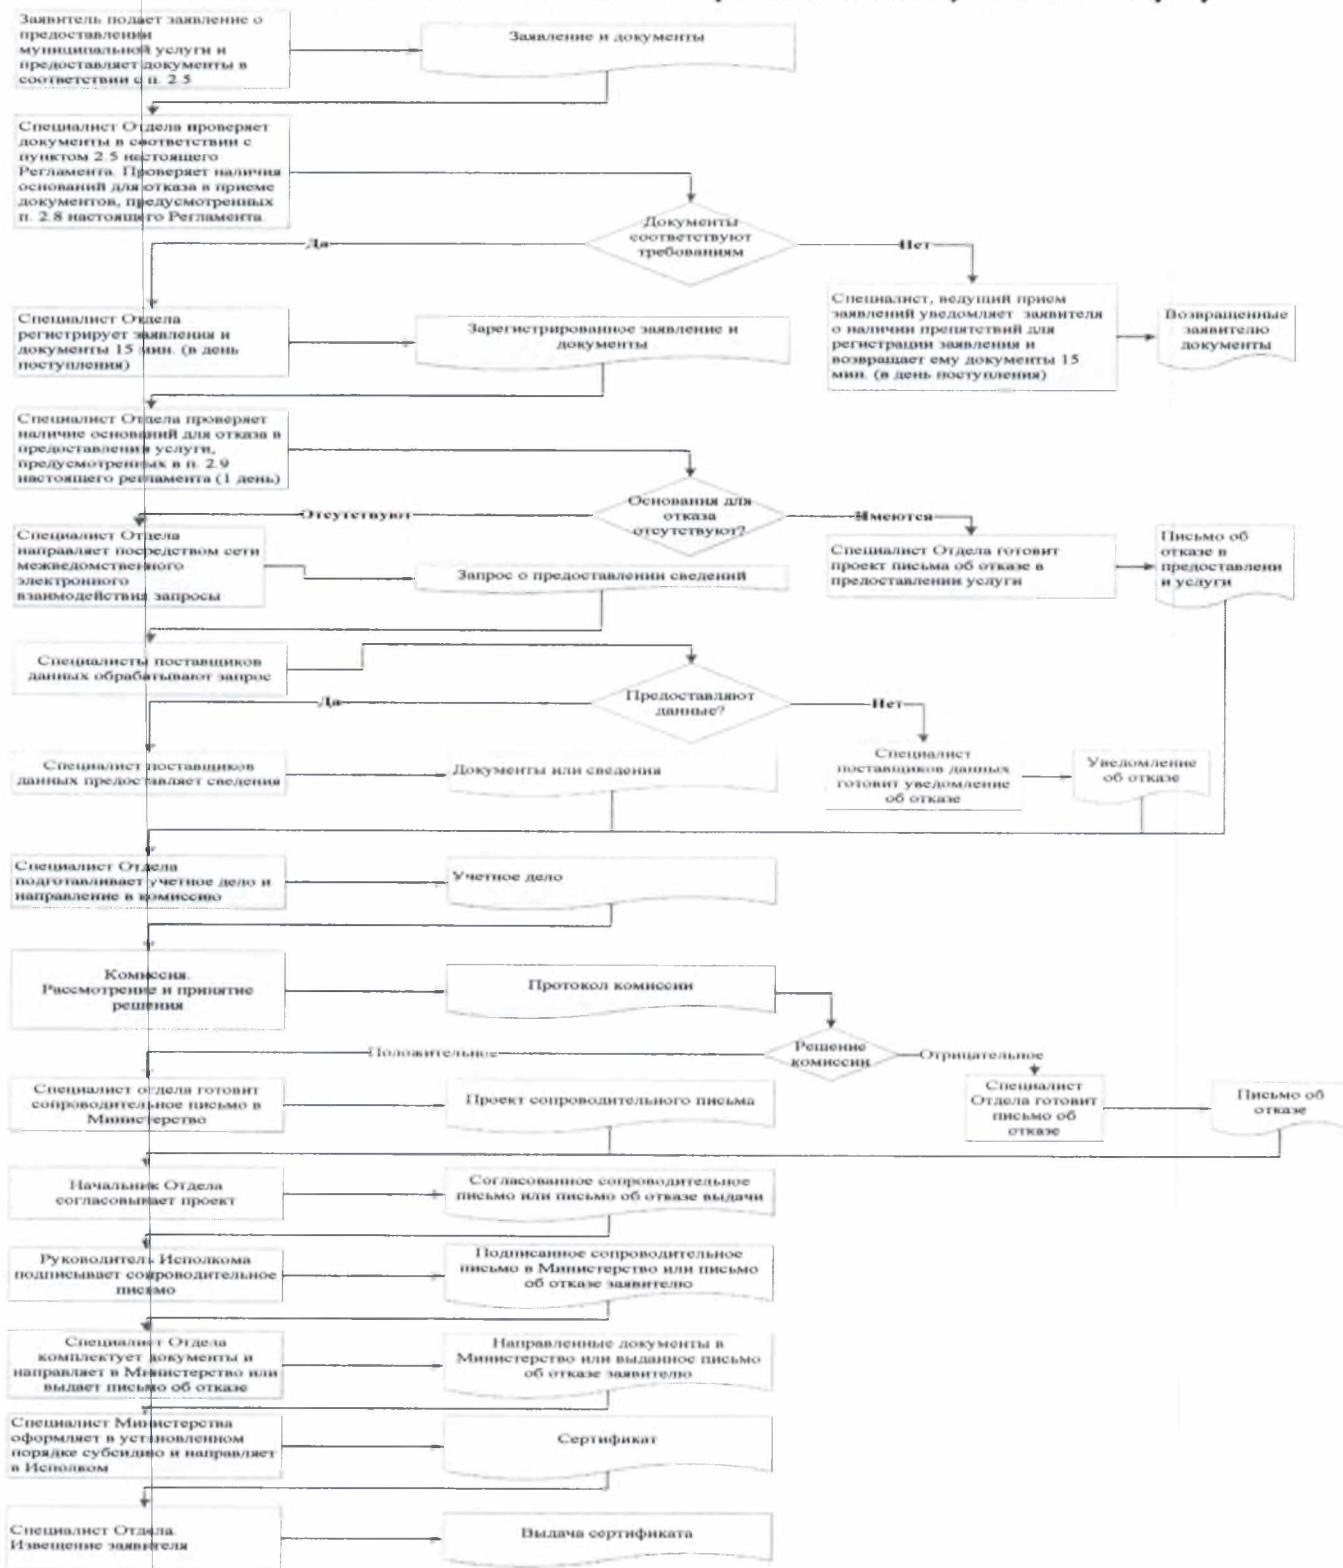 Заявитель подает заявление о
предоставлении
муниципальной услуги и
предоставляет документы в
соответствии с п. 2.5
Заявление и документы
Специалист Отдела проверяет
документы в соответствии с
пунктом 2.5 настоящего
Регламента. Проверяет наличия
оснований для отказа в приеме
документов, предусмотренных
п. 2.8 настоящего Регламента
Документы
соответствуют
требованиям
Да
Нет
Специалист Отдела
регистрирует заявления и
документы 15 мин. (в день
поступления)
Зарегистрированное заявление и
документы
Специалист, ведущий прием
заявлений уведомляет заявителя
о наличии препятствий для
регистрации заявления и
возвращает ему документы 15
мин. (в день поступления)
Возвращенные
заявителю
документы
Специалист Отдела проверяет
наличие оснований для отказа в
предоставлении услуги,
предусмотренных в п. 2.9
настоящего регламента (1 день)
Основания для
отказа
отсутствуют?
Отсутствуют
Имеются
Специалист Отдела
направляет посредством сети
межведомственного
электронного
взаимодействия запросы
Запрос о предоставлении сведений
Специалист Отдела готовит
проект письма об отказе в
предоставлении услуги
Письмо об
отказе в
предоставлени
и услуги
Специалисты поставщиков
данных обрабатывают запрос
Предоставляют
данные?
Да
Нет
Специалист поставщиков
данных предоставляет сведения
Документы или сведения
Специалист
поставщиков данных
готовит уведомление
об отказе
Уведомление
об отказе
Специалист Отдела
подготавливает учетное дело и
направление в комиссию
Учетное дело
Комиссия.
Рассмотрение и принятие
решения
Протокол комиссии
Решение
комиссии
Положительное
Отрицательное
Специалист отдела готовит
сопроводительное письмо в
Министерство
Проект сопроводительного письма
Специалист
Отдела готовит
письмо об
отказе
Письмо об
отказе
Начальник Отдела
согласовывает проект
Согласованное сопроводительное
письмо или письмо об отказе выдачи
Руководитель Исполкома
подписывает сопроводительное
письмо
Подписанное сопроводительное
письмо в Министерство или письмо
об отказе заявителю
Специалист Отдела
комплектует документы и
направляет в Министерство или
выдает письмо об отказе
Направленные документы в
Министерство или выданное письмо
об отказе заявителю
Специалист Министерства
оформляет в установленном
порядке субсидию и направляет
в Исполком
Сертификат
Специалист Отдела
Извещение заявителя
Выдача сертификата